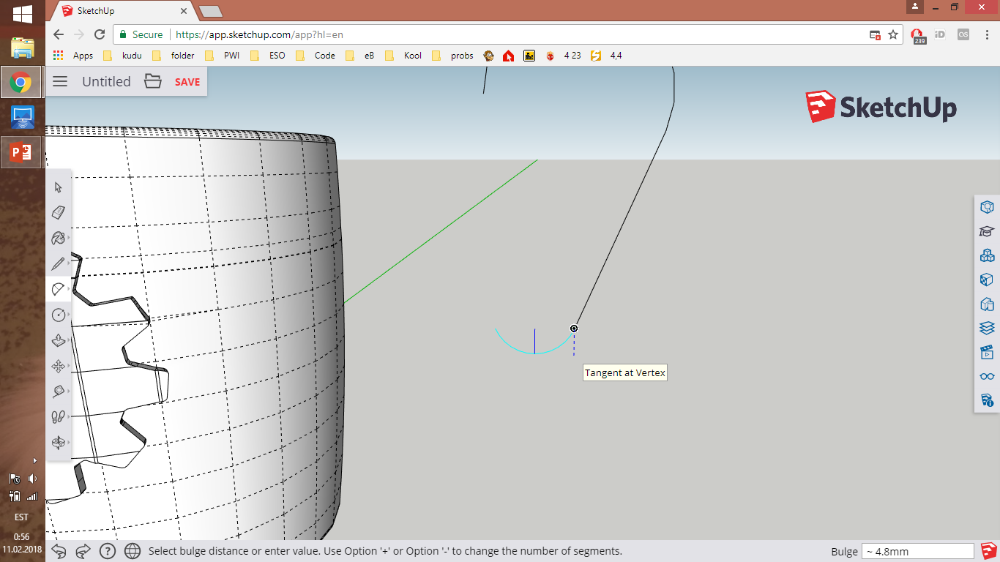 SketchUp
Secure
https://app.sketchup.com/app?hl=en
239
iD
OS
Apps
kudu
folder
PWI
ESO
Code
eB
Kool
probs
4 23
4,4
Untitled
SAVE
SketchUp
P
Tangent at Vertex
EST
0:56
11.02.2018
Select bulge distance or enter value. Use Option '+' or Option '-' to change the number of segments.
Bulge
~ 4.8mm